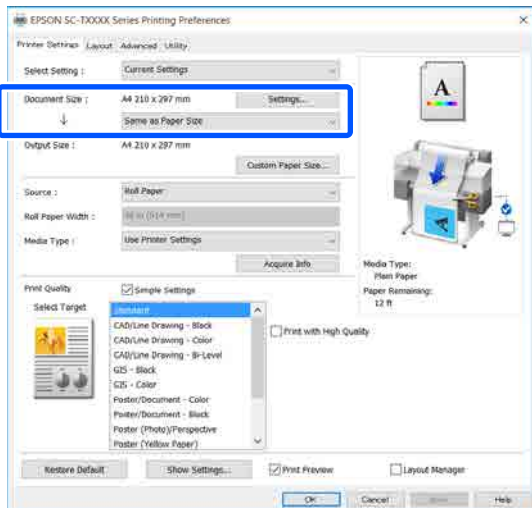 EPSON SC-TXXXX Series Printing Preferences
Printer Settings Layout Advanced Utility
Select Setting : Current Settings
Document Size : A4 210 x 297 mm Settings...
Same as Paper Size
Output Size : A4 210 x 297 mm
Custom Paper Size...
Source : Roll Paper
Roll Paper Width :
Media Type : Use Printer Settings
Acquire Info
A
Media Type:
Plain Paper
Paper Remaining:
12 ft
Print Quality Simple Settings
Select Target
Standard
CAD/Line Drawing - Black
CAD/Line Drawing - Color
CAD/Line Drawing - Bi-Level
GIS - Black
GIS - Color
Poster/Document - Color
Poster/Document - Black
Poster (Photo)/Perspective
Poster (Yellow Paper)
Print with High Quality
Restore Default Show Settings... Print Preview Layout Manager
OK Cancel Help